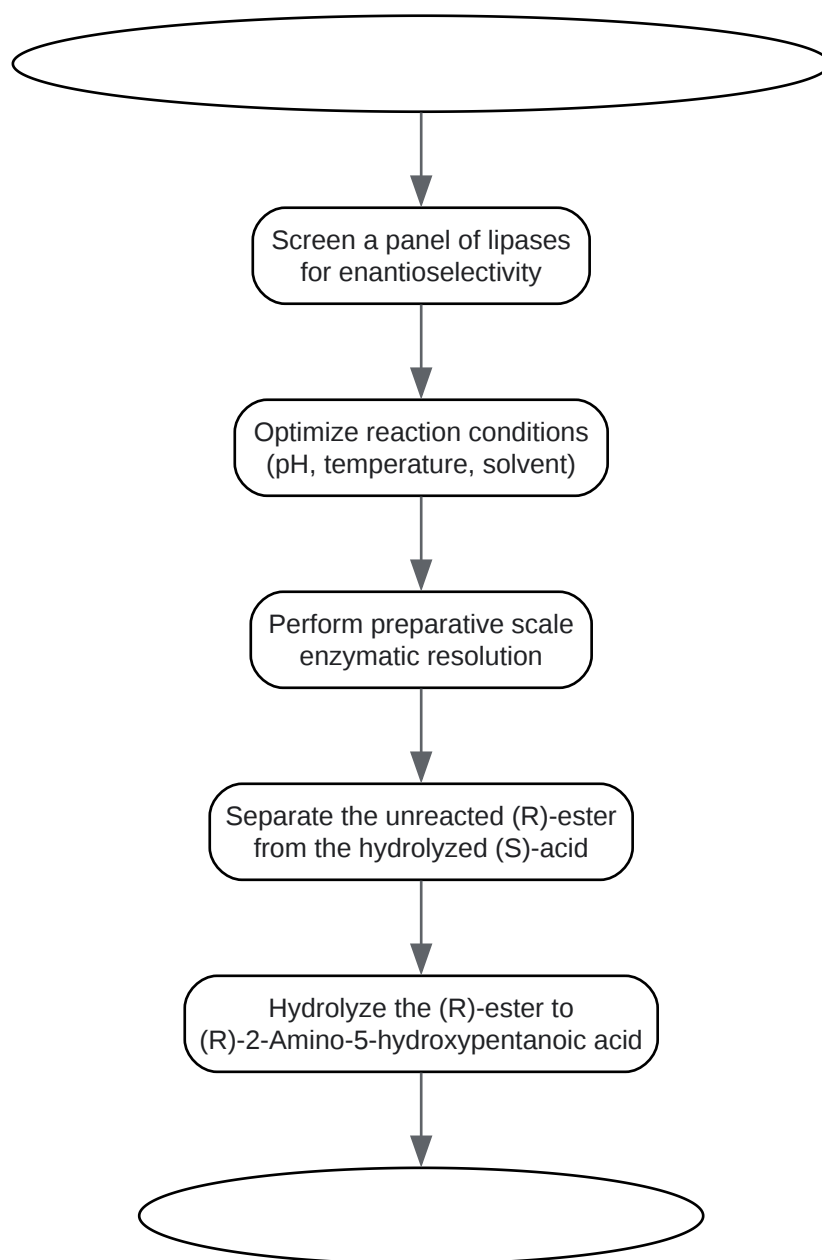 Screen a panel of lipases
for enantioselectivity
Optimize reaction conditions
(pH, temperature, solvent)
Perform preparative scale
enzymatic resolution
Separate the unreacted (R)-ester
from the hydrolyzed (S)-acid
Hydrolyze the (R)-ester to
(R)-2-Amino-5-hydroxypentanoic acid